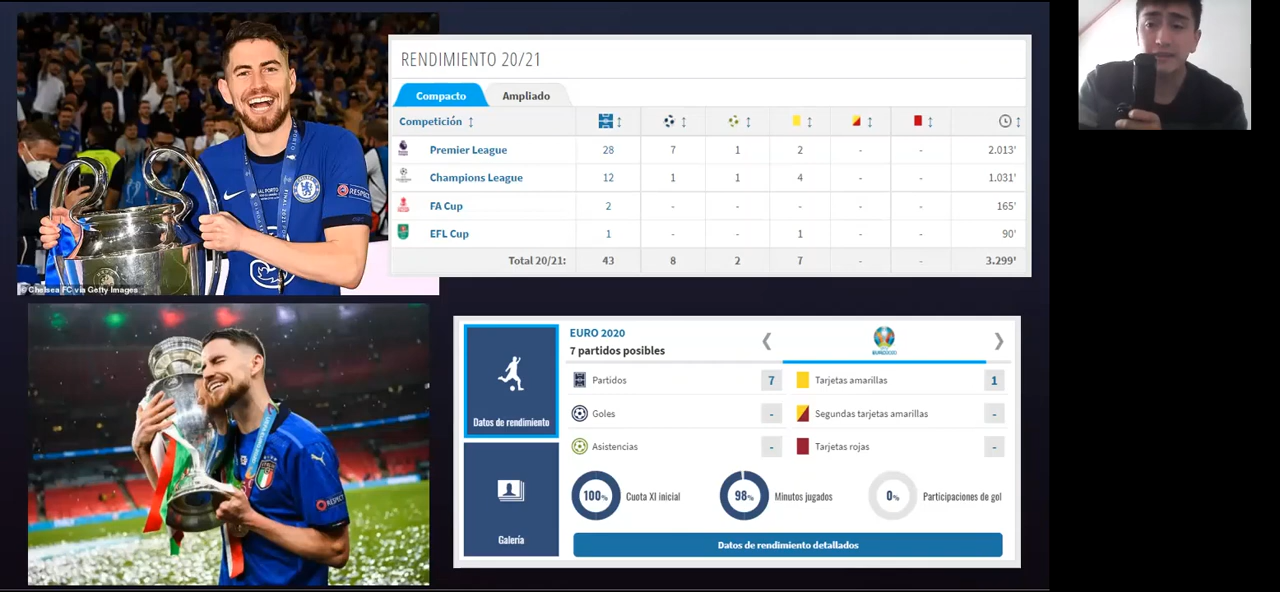 © Chelsea FC via Getty Images
FINAL 2021
RESPECT
RENDIMIENTO 20/21
Compacto Ampliado
Competición
Premier League 28 7 1 2 - - 2.013'
Champions League 12 1 1 4 - - 1.031'
FA Cup 2 - - - - - 165'
EFL Cup 1 - - 1 - - 90'
Total 20/21: 43 8 2 7 - - 3.299'
RESPECT
EURO 2020
7 partidos posibles
Datos de rendimiento
Galería
Partidos 7 Tarjetas amarillas 1
Goles - Segundas tarjetas amarillas -
Asistencias - Tarjetas rojas -
100% Cuota XI inicial 98% Minutos jugados 0% Participaciones de gol
Datos de rendimiento detallados